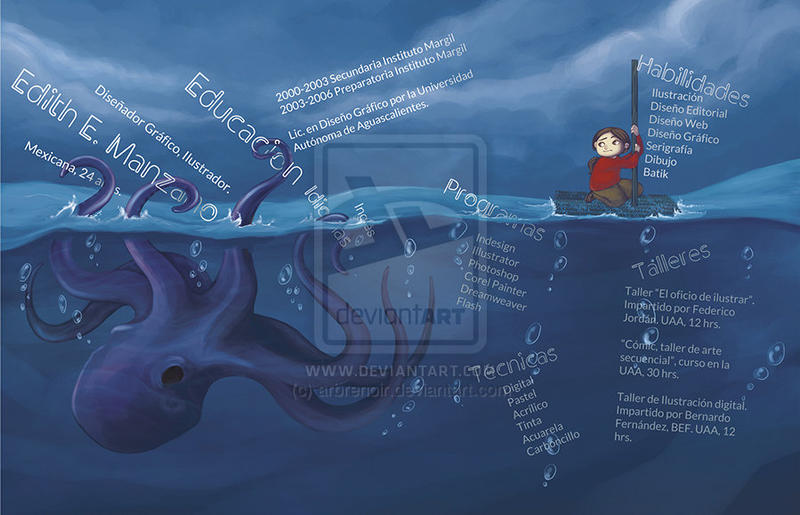 Edith E. Manzano
Diseñador Gráfico, Ilustrador.
Mexicana, 24
Educación
2000-2003 Secundaria Instituto Margil
2003-2006 Preparatoria Instituto Margil
Lic. en Diseño Gráfico por la Universidad
Autónoma de Aguascalientes.
Idiomas
Inglés
Programas
Indesign
Illustrator
Photoshop
Corel Painter
Dreamweaver
Flash
Técnicas
Digital
Pastel
Acrílico
Tinta
Acuarela
Carboncillo
Habilidades
Ilustración
Diseño Editorial
Diseño Web
Diseño Gráfico
Serigrafía
Dibujo
Batik
Talleres
Taller "El oficio de ilustrar".
Impartido por Federico
Jordán, UAA, 12 hrs.
"Cómic, taller de arte
secuencial", curso en la
UAA, 30 hrs.
Taller de Ilustración digital.
Impartido por Bernardo
Fernández, BEF. UAA, 12
hrs.
deviantART
WWW.DEVIANTART.COM
(c) arbrenoir.deviantart.com